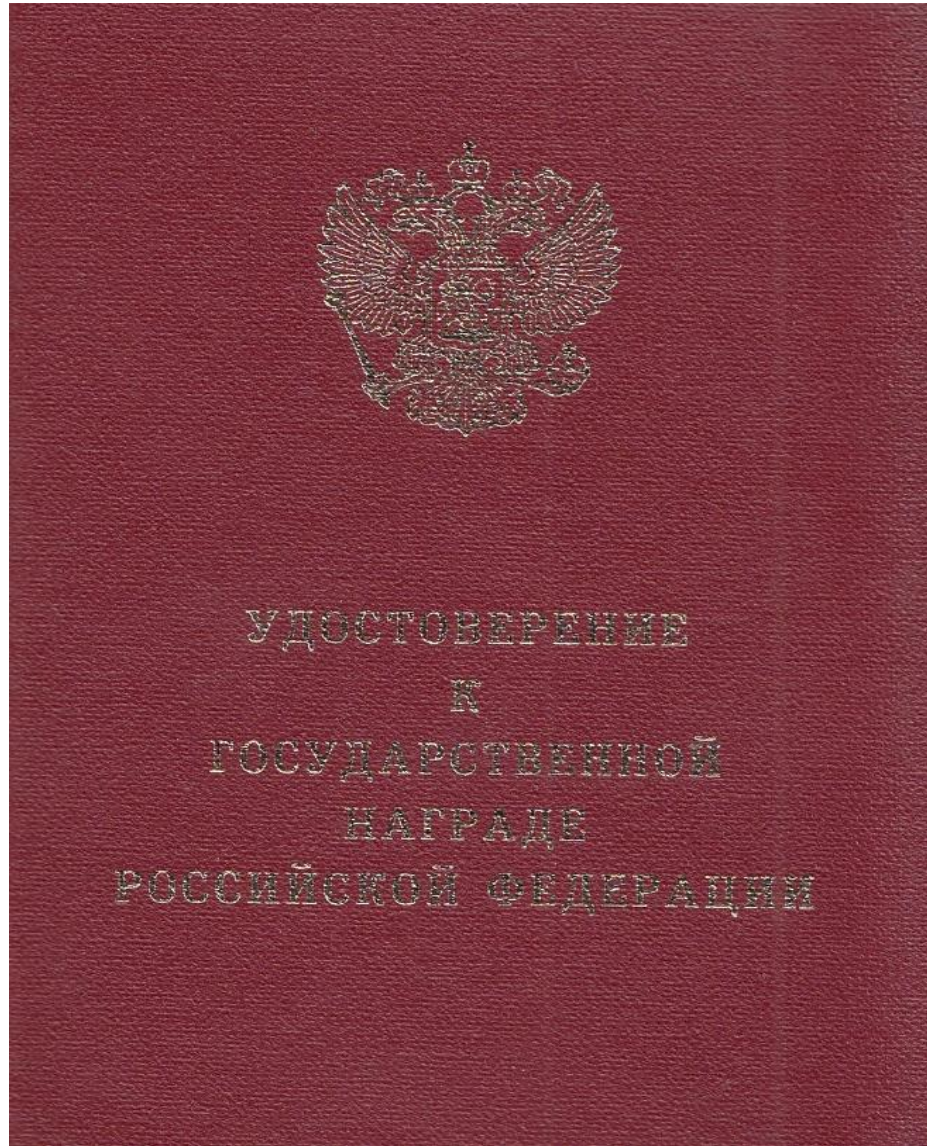 УДОСТОВЕРЕНИЕ
К
ГОСУДАРСТВЕННОЙ
НАГРАДЕ
РОССИЙСКОЙ ФЕДЕРАЦИИ